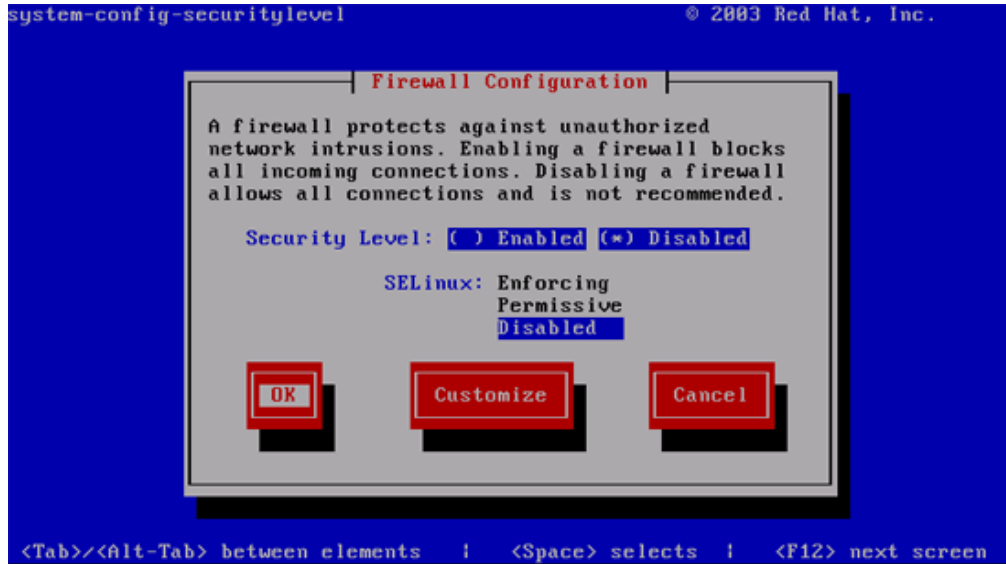 system-config-securitylevel © 2003 Red Hat, Inc.
Firewall Configuration
A firewall protects against unauthorized
network intrusions. Enabling a firewall blocks
all incoming connections. Disabling a firewall
allows all connections and is not recommended.
Security Level: ( ) Enabled (*) Disabled
SELinux: Enforcing
Permissive
Disabled
OK Customize Cancel
<Tab>/<Alt-Tab> between elements | <Space> selects | <F12> next screen